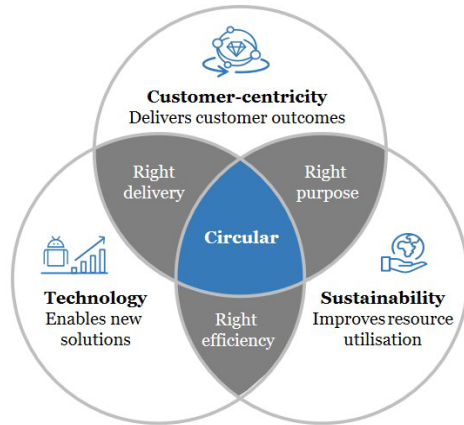 Customer-centricity
Delivers customer outcomes
Right
delivery
Right
purpose
Circular
Technology
Enables new
solutions
Sustainability
Improves resource
utilisation
Right
efficiency